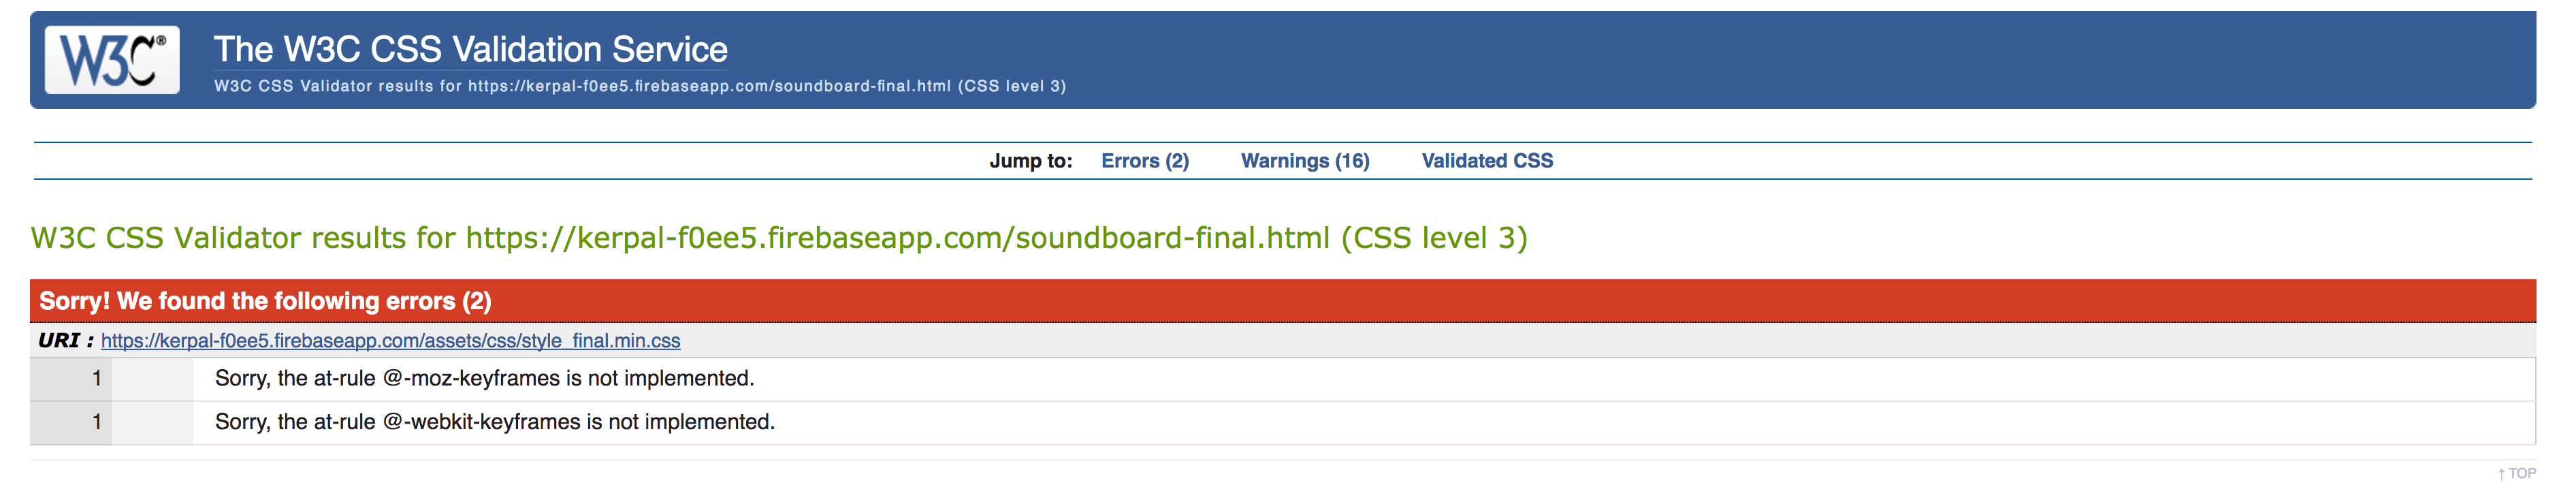 W3C®
The W3C CSS Validation Service
W3C CSS Validator results for https://kerpal-f0ee5.firebaseapp.com/soundboard-final.html (CSS level 3)
Jump to: Errors (2) Warnings (16) Validated CSS
W3C CSS Validator results for https://kerpal-f0ee5.firebaseapp.com/soundboard-final.html (CSS level 3)
Sorry! We found the following errors (2)
URI : https://kerpal-f0ee5.firebaseapp.com/assets/css/style_final.min.css
1 Sorry, the at-rule @-moz-keyframes is not implemented.
1 Sorry, the at-rule @-webkit-keyframes is not implemented.
↑ TOP